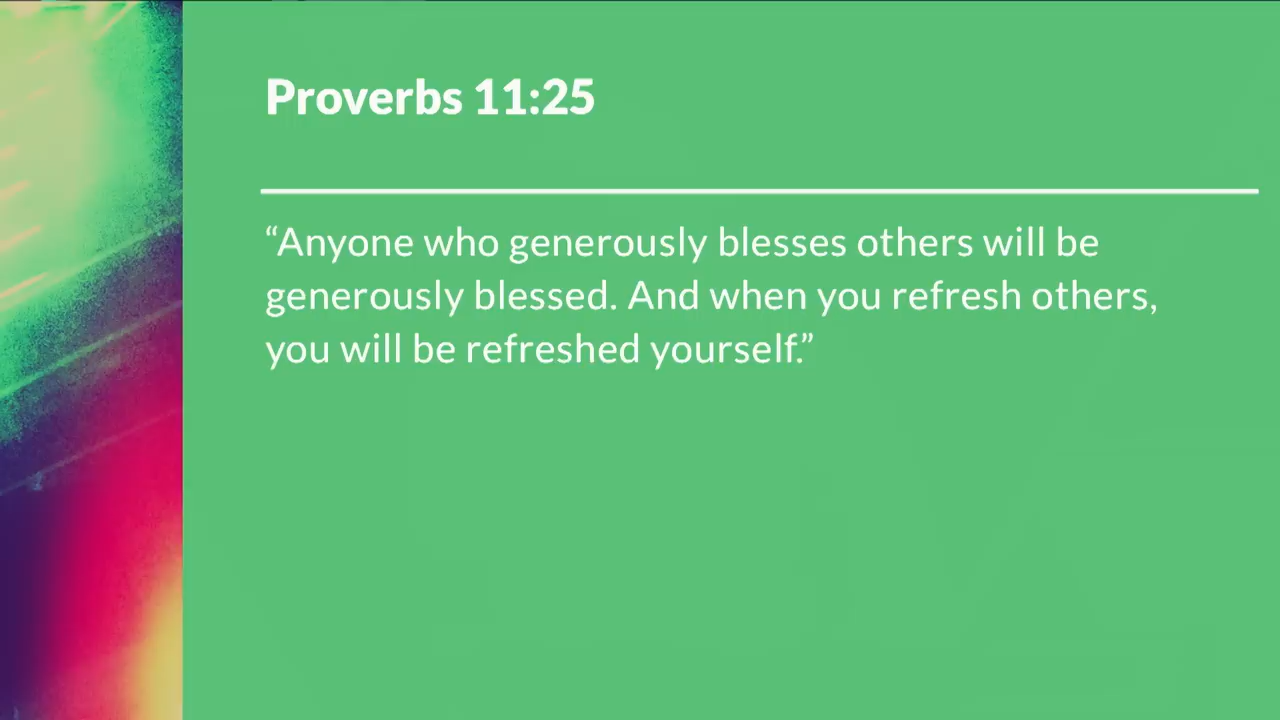 Proverbs 11:25
“Anyone who generously blesses others will be
generously blessed. And when you refresh others,
you will be refreshed yourself.”